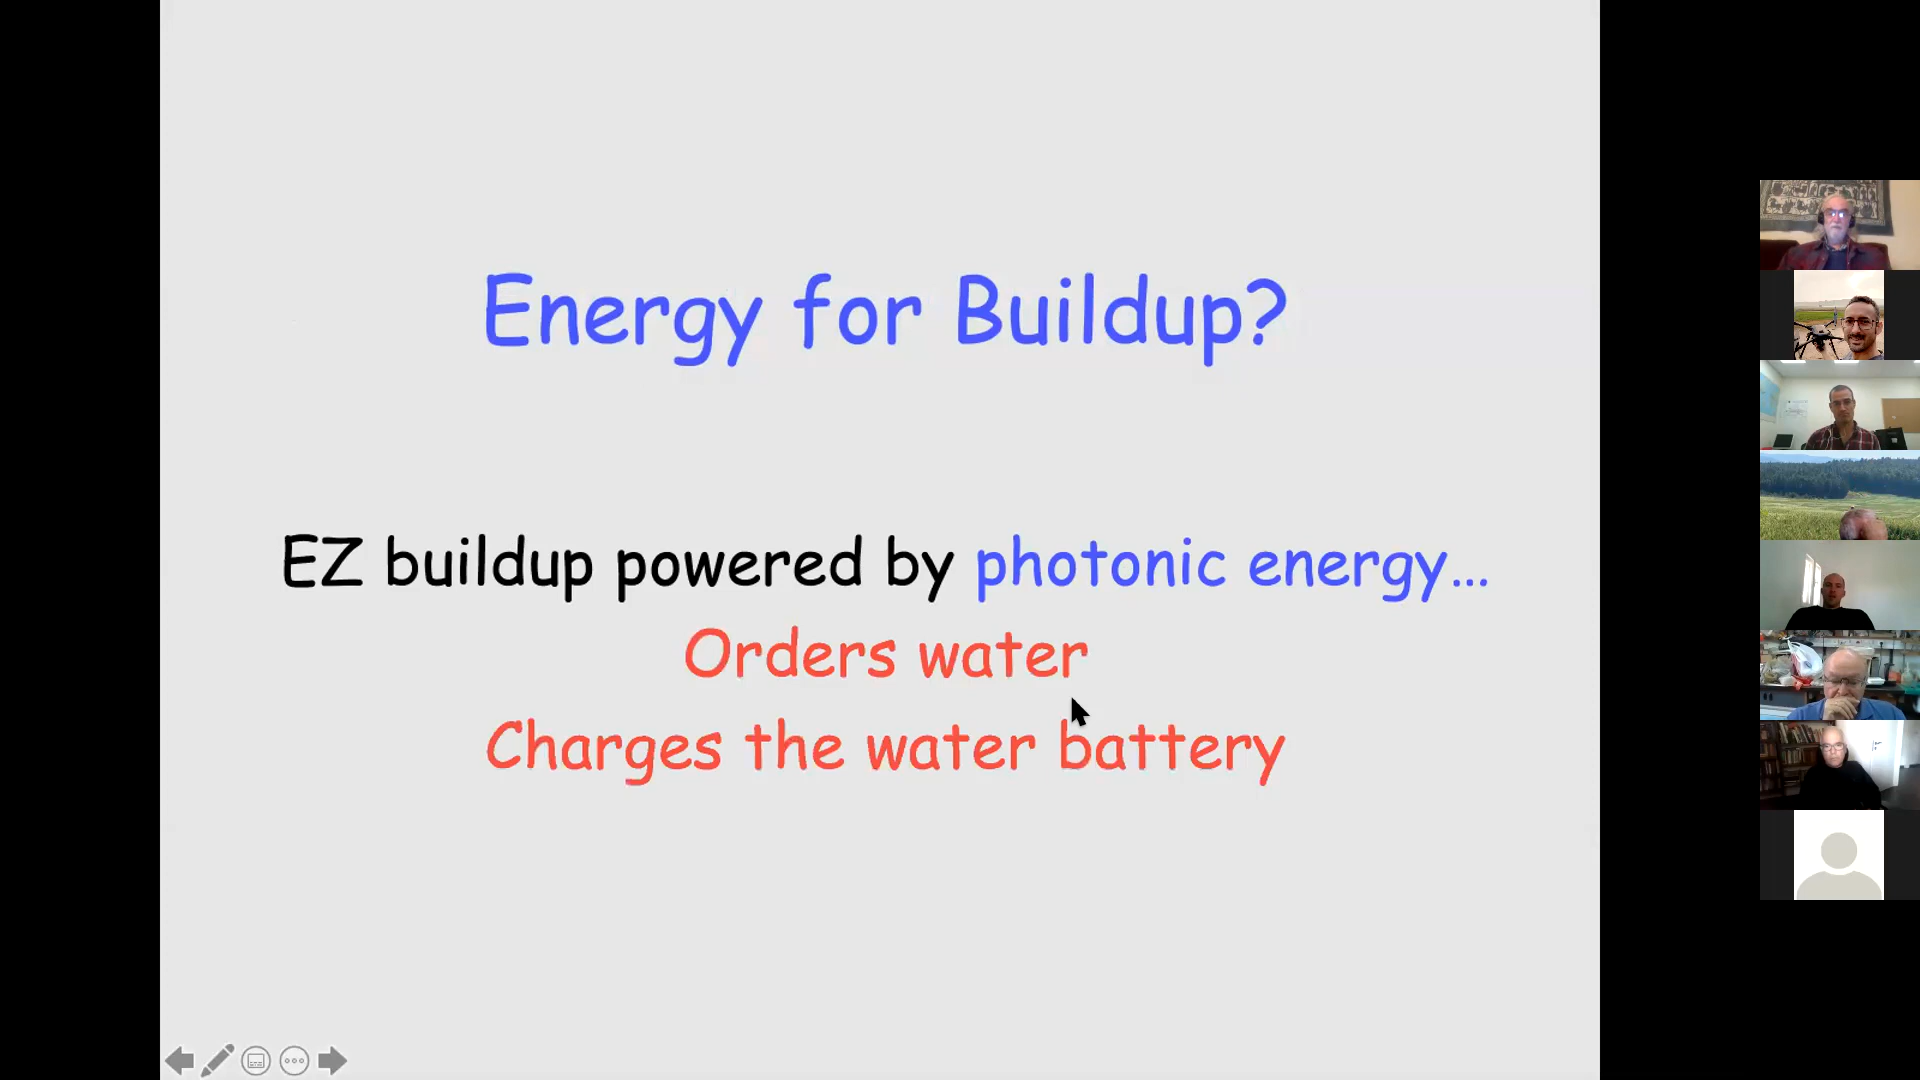 Energy for Buildup?
EZ buildup powered by photonic energy...
Orders water
Charges the water battery